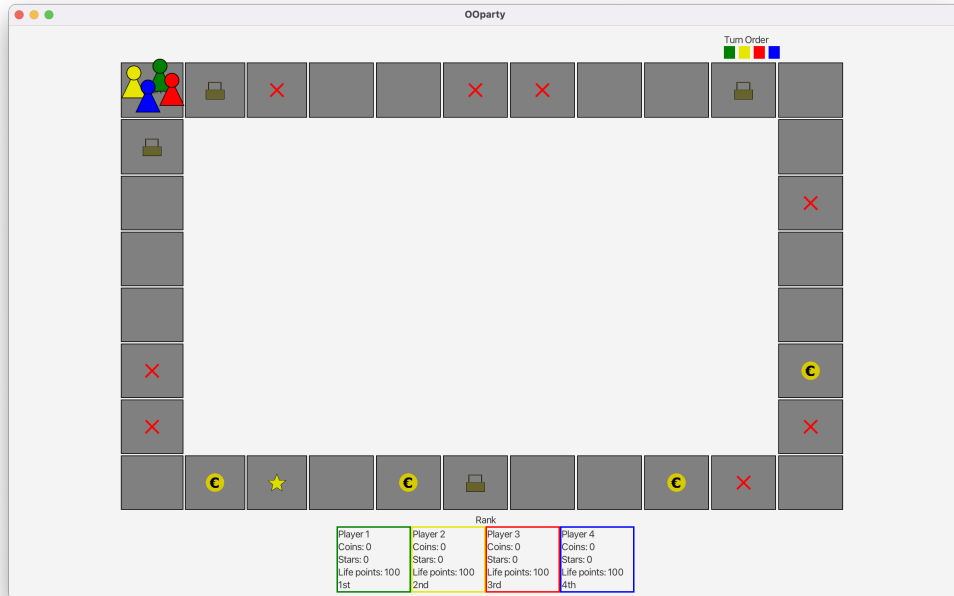 OOparty
Turn Order
€
€
€
€
Rank
Player 1
Coins: 0
Stars: 0
Life points: 100
1st
Player 2
Coins: 0
Stars: 0
Life points: 100
2nd
Player 3
Coins: 0
Stars: 0
Life points: 100
3rd
Player 4
Coins: 0
Stars: 0
Life points: 100
4th